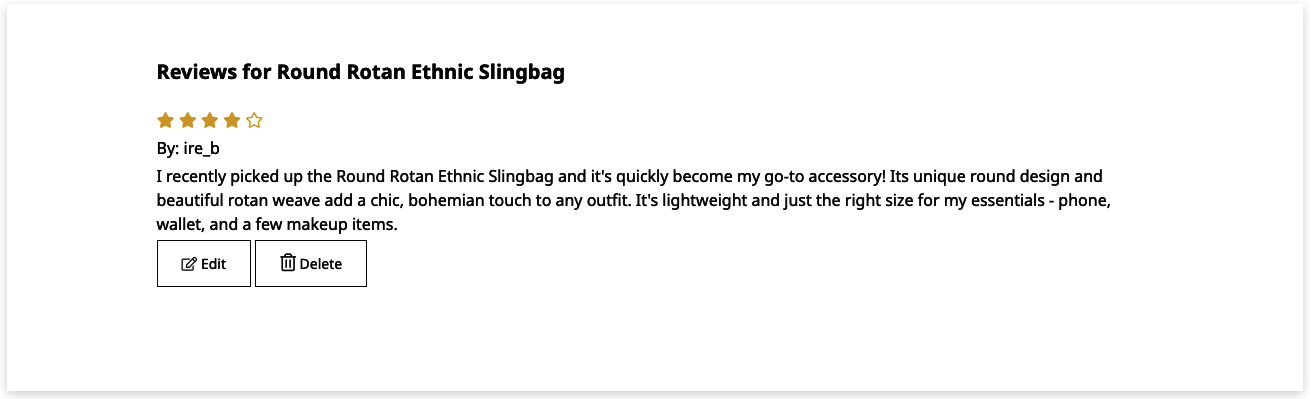 Reviews for Round Rotan Ethnic Slingbag
By: ire_b
I recently picked up the Round Rotan Ethnic Slingbag and it's quickly become my go-to accessory! Its unique round design and
beautiful rotan weave add a chic, bohemian touch to any outfit. It's lightweight and just the right size for my essentials - phone,
wallet, and a few makeup items.
Edit Delete